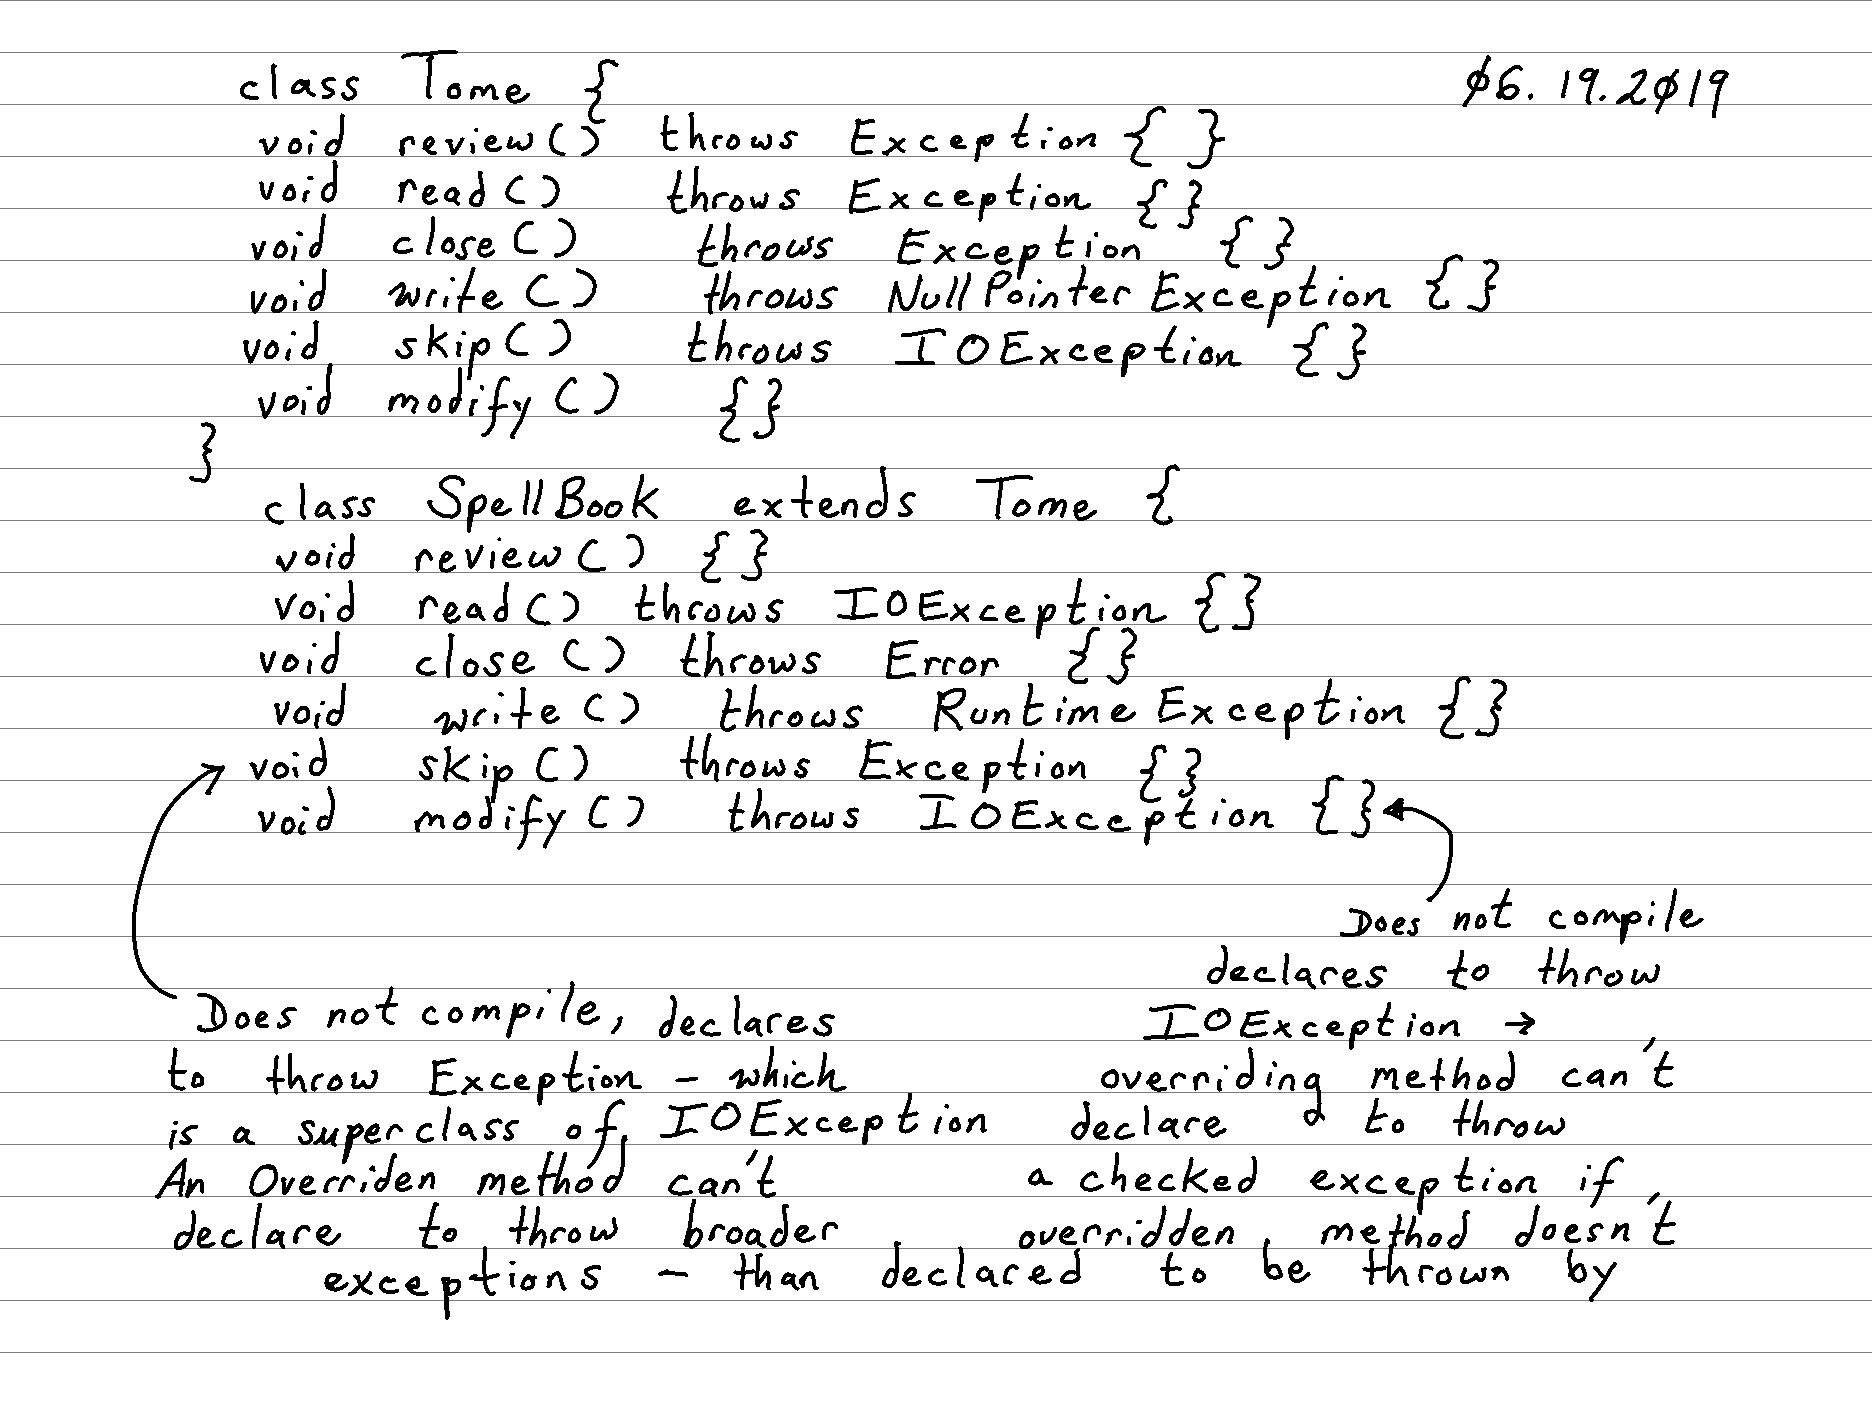 class Tome { 06.19.2019
void review() throws Exception { }
void read() throws Exception {}
void close() throws Exception {}
void write() throws NullPointerException {}
void skip() throws IOException {}
void modify() {}
}
class SpellBook extends Tome {
void review() {}
void read() throws IOException {}
void close() throws Error {}
void write() throws RuntimeException {}
void skip() throws Exception {}
void modify() throws IOException {}
Does not compile
declares to throw
IOException →
overriding method can't
declare to throw
a checked exception if
overridden method doesn't
Does not compile, declares
to throw Exception - which
is a superclass of IOException
An Overriden method can't
declare to throw broader
exceptions - than declared to be thrown by